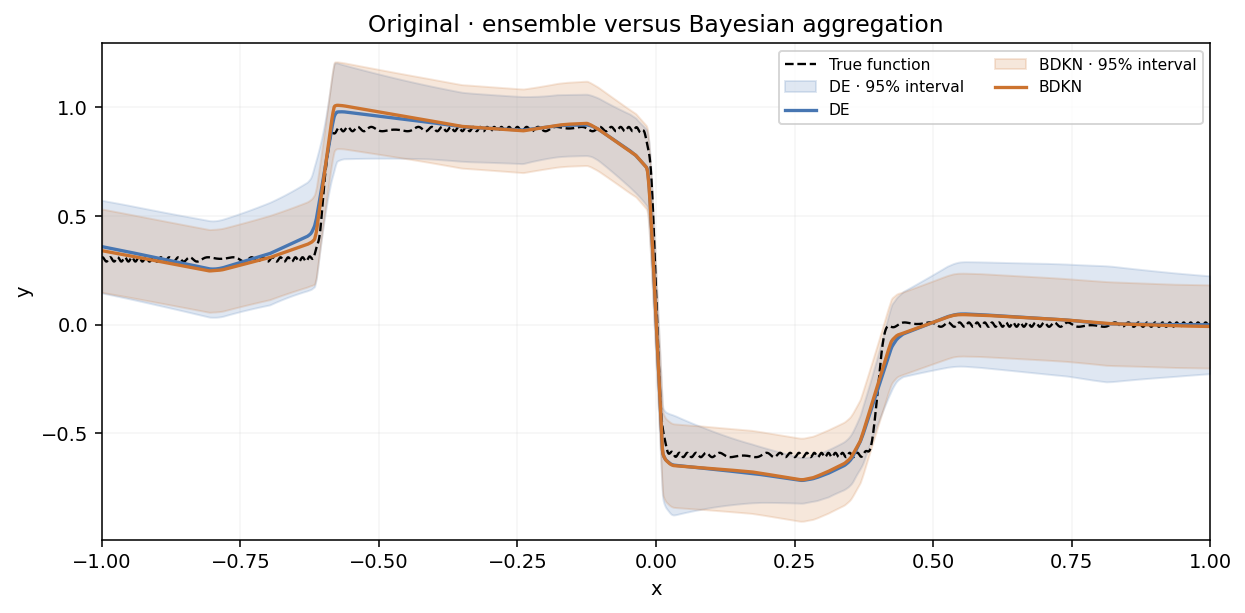 Original · ensemble versus Bayesian aggregation
True function
DE · 95% interval
DE
BDKN · 95% interval
BDKN
y
1.0
0.5
0.0
−0.5
−1.00
−0.75
−0.50
−0.25
0.00
0.25
0.50
0.75
1.00
x